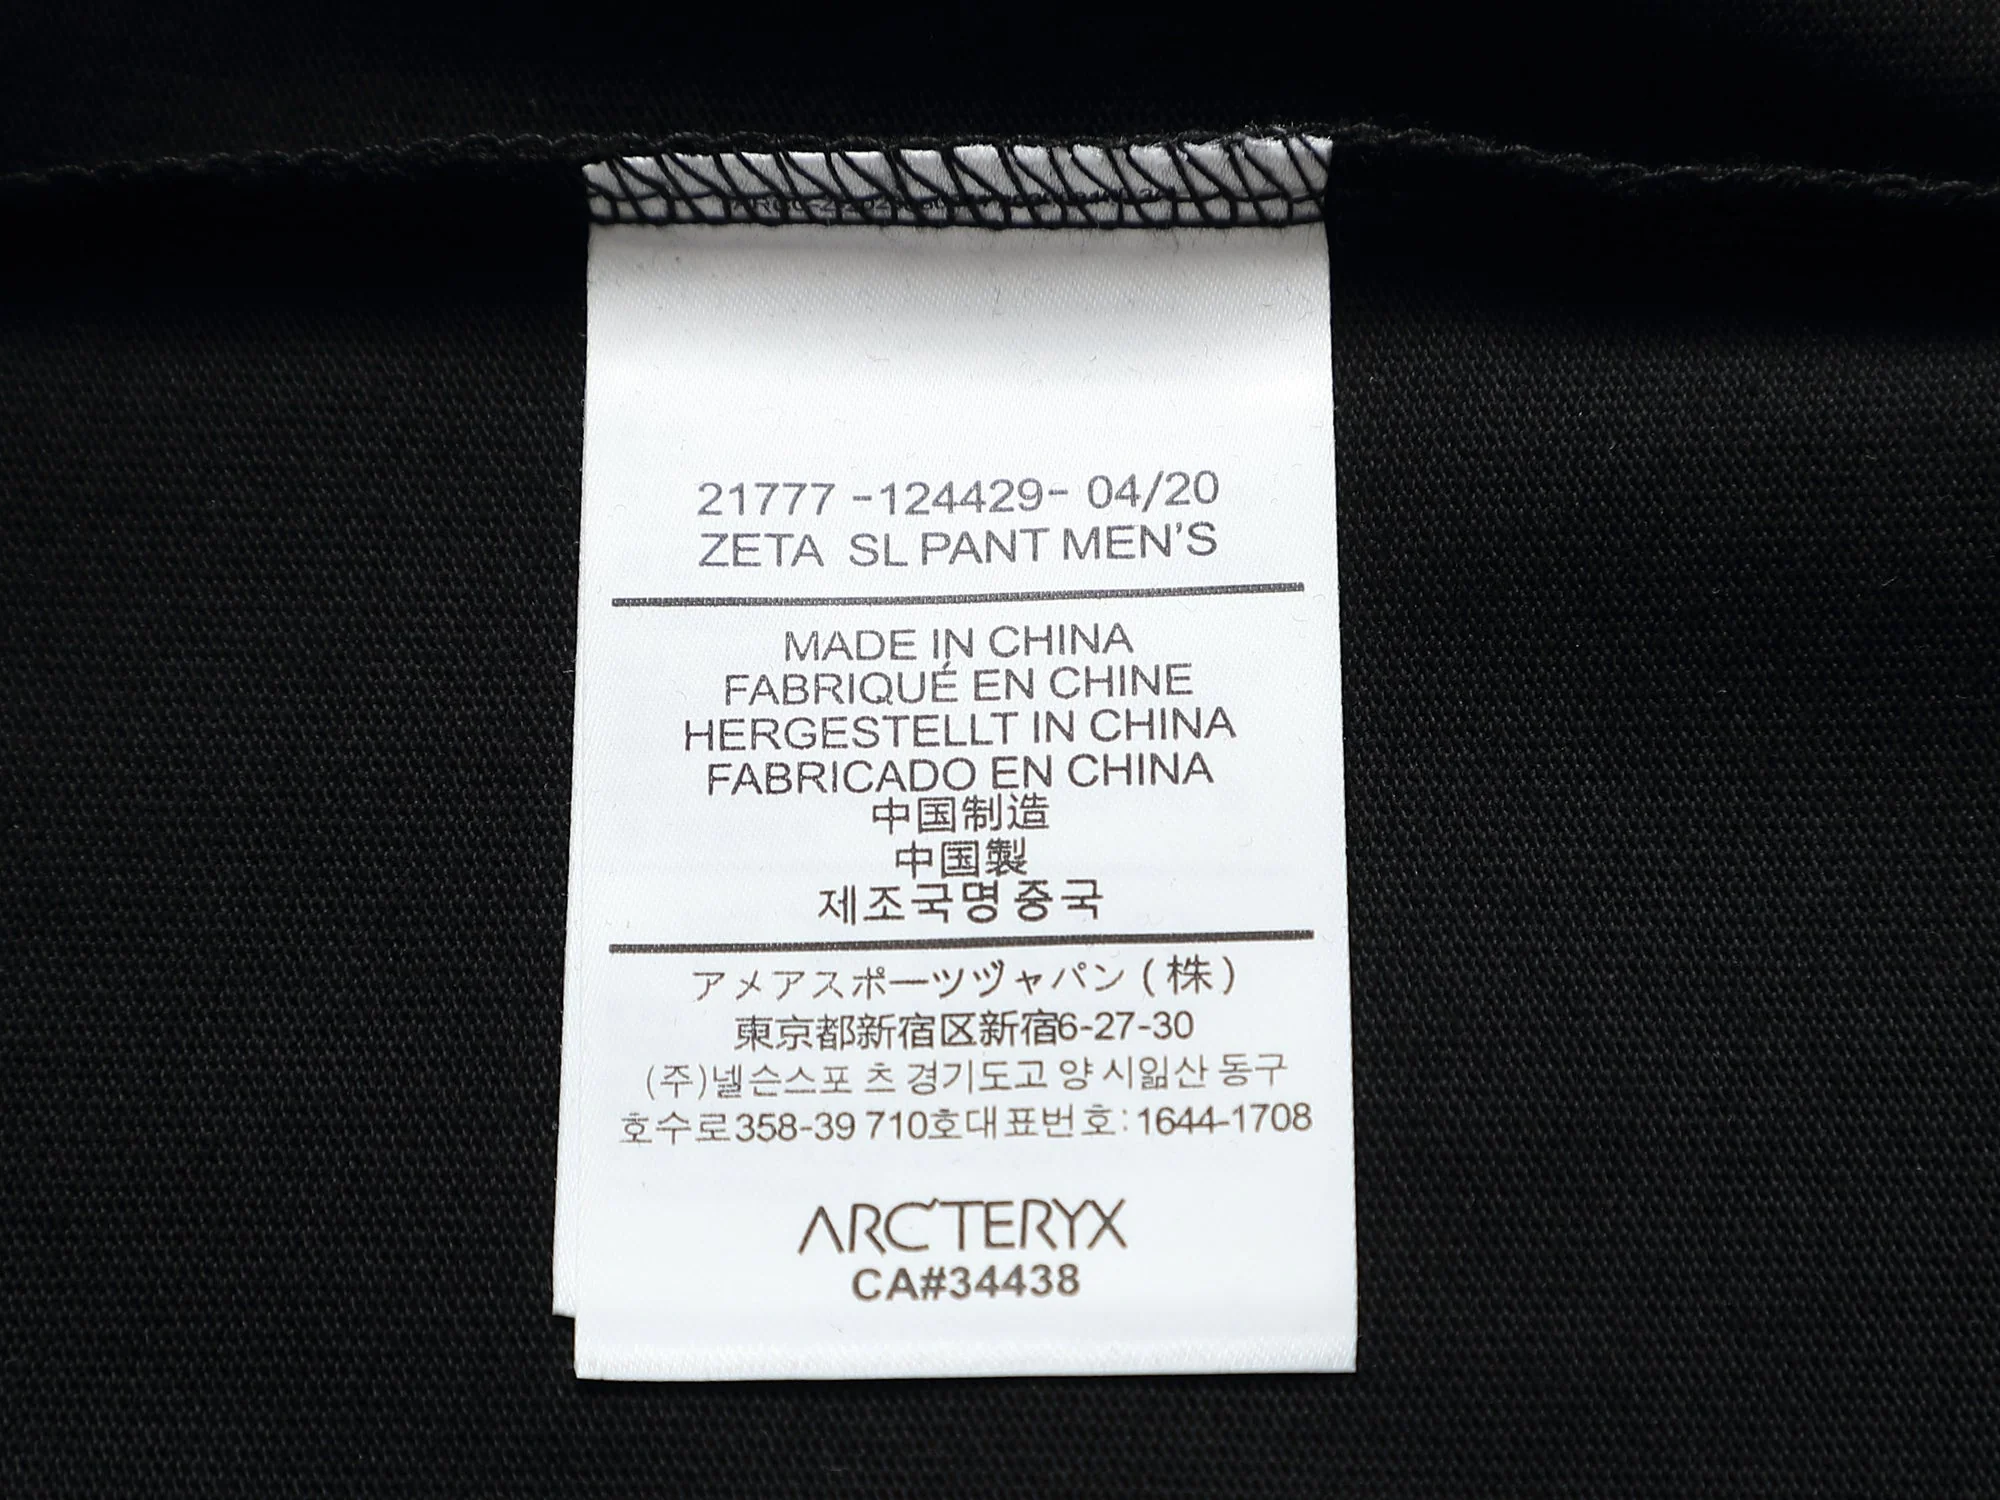 21777 -124429- 04/20
ZETA SL PANT MEN'S
MADE IN CHINA
FABRIQUÉ EN CHINE
HERGESTELLT IN CHINA
FABRICADO EN CHINA
中国制造
中国製
제조국명 중국
アメアスポーツヅャパン (株)
東京都新宿区新宿6-27-30
(주)넬슨스포 츠 경기도고 양 시일산 동구
호수로358-39 710호대표번호: 1644-1708
ARC'TERYX
CA#34438